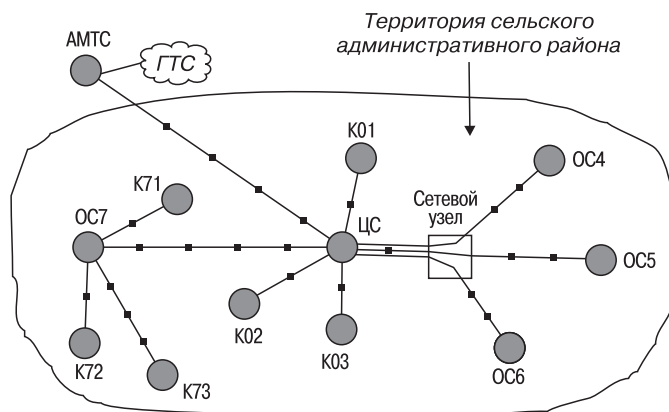 Территория сельского
административного района
АМТС
ГТС
К01
ОС4
К71
Сетевой
узел
ОС7
ЦС
ОС5
К02
К03
К72
К73
ОС6